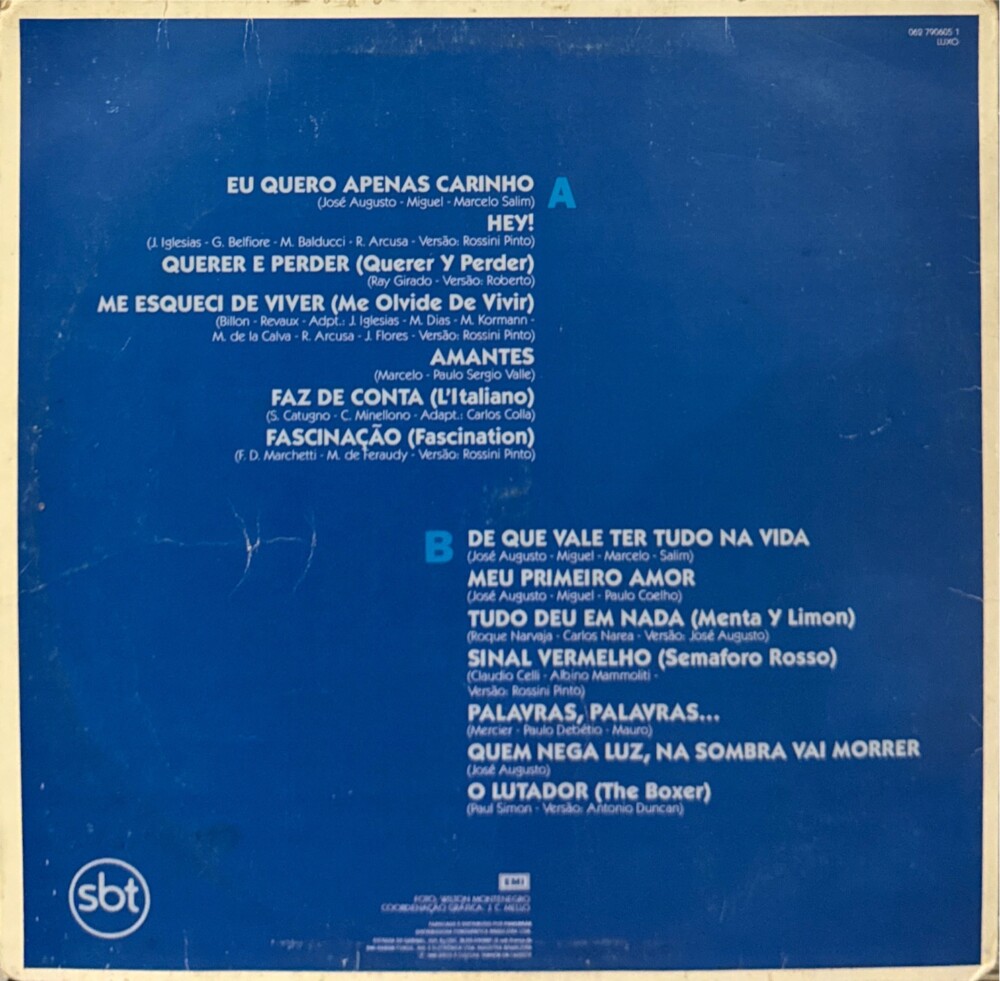 062 790605 1
LUXO
A
EU QUERO APENAS CARINHO
(José Augusto - Miguel - Marcelo Salim)
HEY!
(J. Iglesias - G. Belfiore - M. Balducci - R. Arcusa - Versão: Rossini Pinto)
QUERER E PERDER (Querer Y Perder)
(Ray Girado - Versão: Roberto)
ME ESQUECI DE VIVER (Me Olvide De Vivir)
(Billon - Revaux - Adpt.: J. Iglesias - M. Dias - M. Kormann -
M. de la Calva - R. Arcusa - J. Flores - Versão: Rossini Pinto)
AMANTES
(Marcelo - Paulo Sergio Valle)
FAZ DE CONTA (L'Italiano)
(S. Catugno - C. Minellono - Adapt.: Carlos Colla)
FASCINAÇÃO (Fascination)
(F. D. Marchetti - M. de Feraudy - Versão: Rossini Pinto)
B
DE QUE VALE TER TUDO NA VIDA
(José Augusto - Miguel - Marcelo - Salim)
MEU PRIMEIRO AMOR
(José Augusto - Miguel - Paulo Coelho)
TUDO DEU EM NADA (Menta Y Limon)
(Roque Narvaja - Carlos Narea - Versão: José Augusto)
SINAL VERMELHO (Semaforo Rosso)
(Claudio Celli - Albino Mammoliti -
Versão: Rossini Pinto)
PALAVRAS, PALAVRAS...
(Mercier - Paulo Debétio - Mauro)
QUEM NEGA LUZ, NA SOMBRA VAI MORRER
(José Augusto)
O LUTADOR (The Boxer)
(Paul Simon - Versão: Antonio Duncan)
sbt
EMI
FOTO: WILSON MONTENEGRO
COORDENAÇÃO GRÁFICA: J. C. MELLO